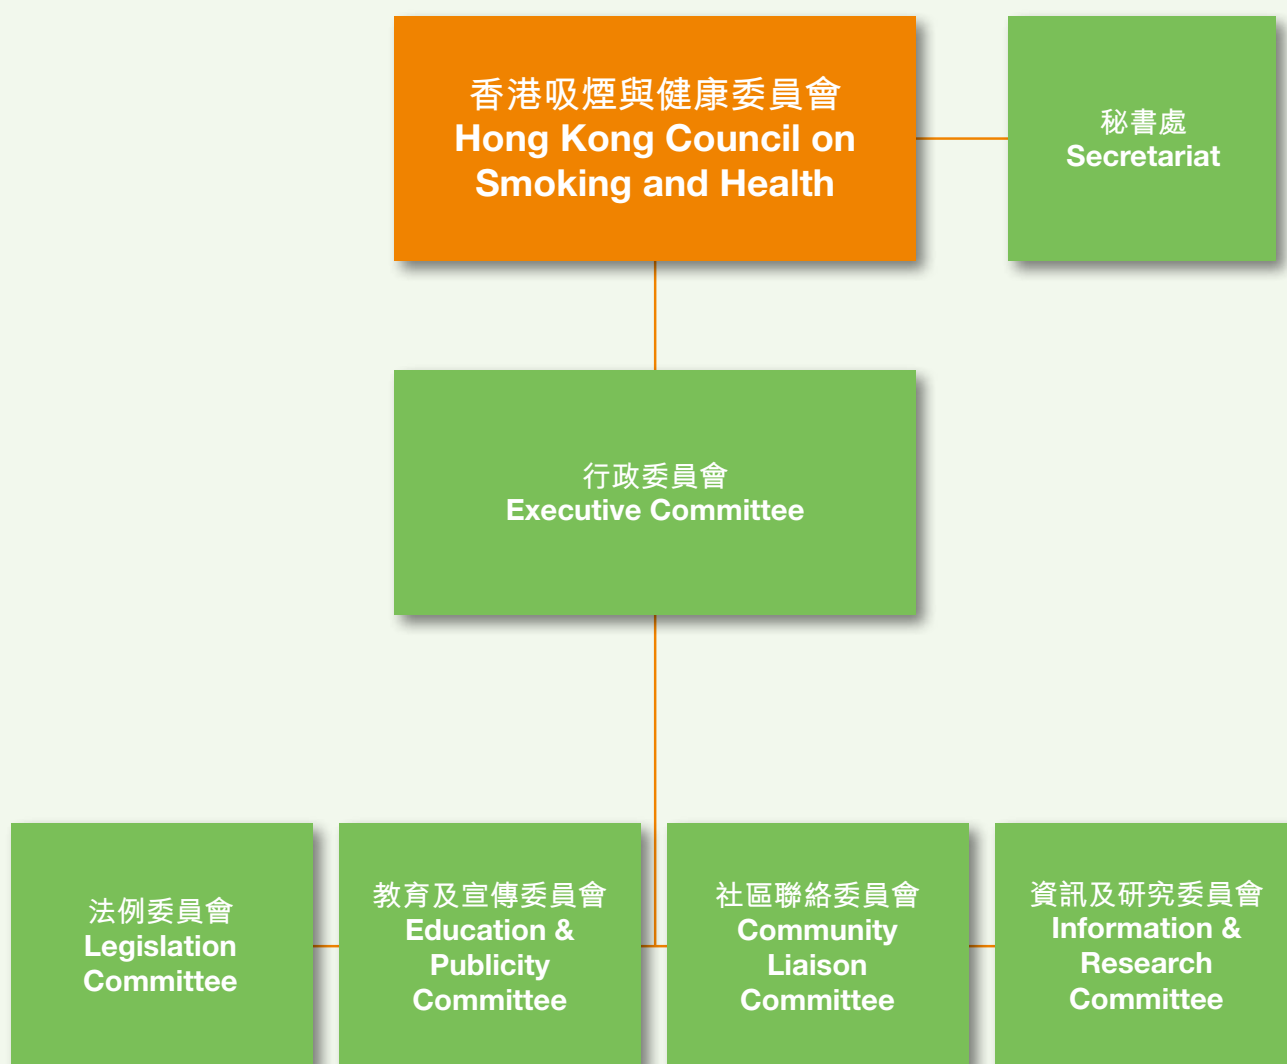 香港吸煙與健康委員會
Hong Kong Council on
Smoking and Health
秘書處
Secretariat
行政委員會
Executive Committee
法例委員會
Legislation
Committee
教育及宣傳委員會
Education &
Publicity
Committee
社區聯絡委員會
Community
Liaison
Committee
資訊及研究委員會
Information &
Research
Committee